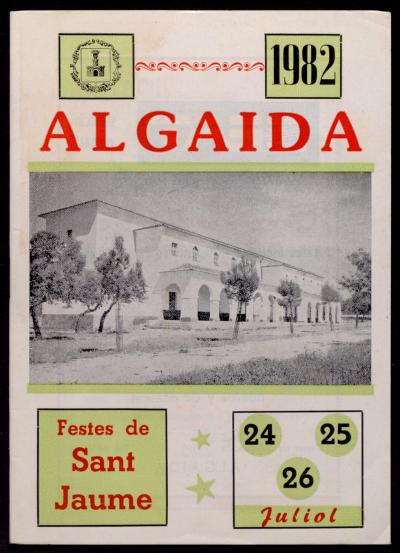 1982
ALGAIDA
Festes de
Sant
Jaume
24
25
26
Juliol